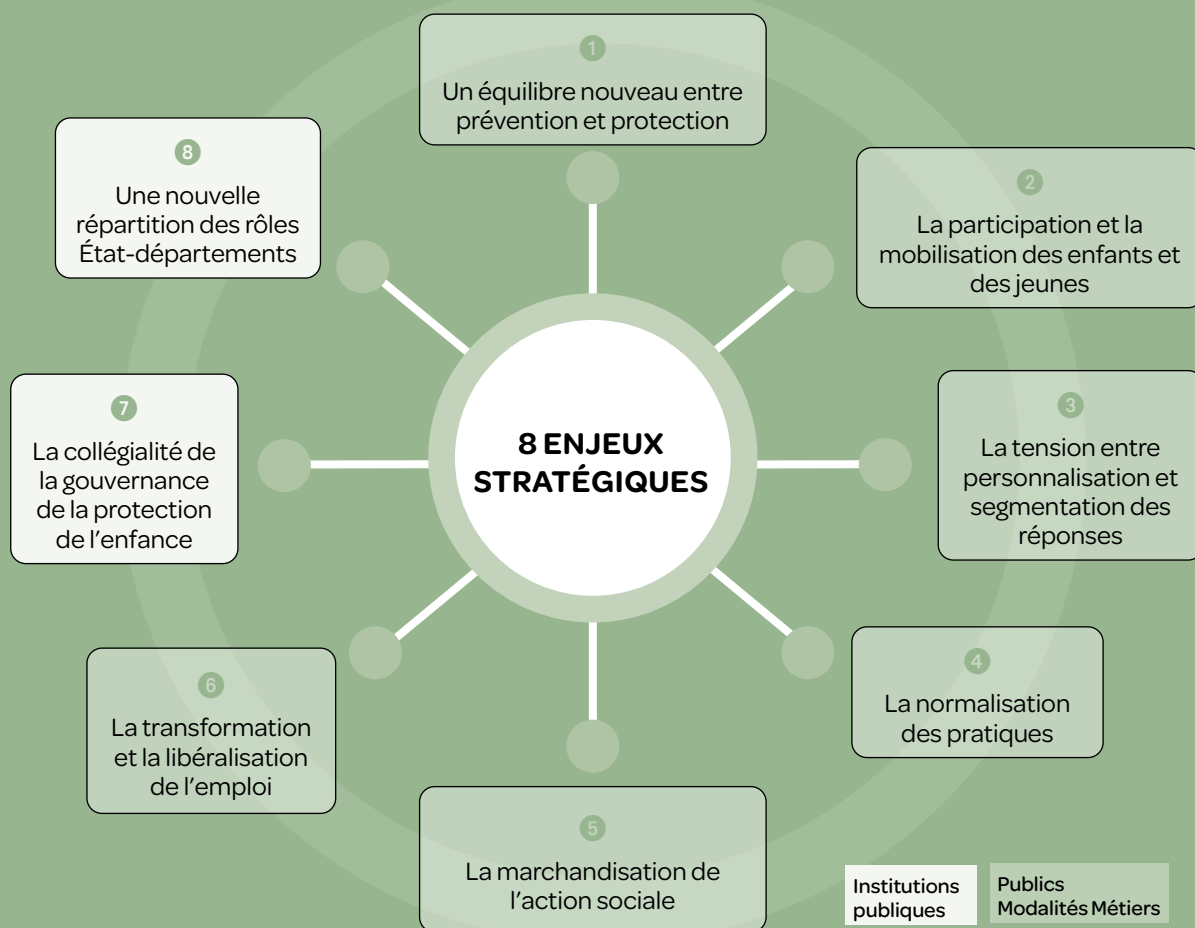 1
Un équilibre nouveau entre
prévention et protection
2
La participation et la
mobilisation des enfants et
des jeunes
3
La tension entre
personnalisation et
segmentation des
réponses
4
La normalisation
des pratiques
5
La marchandisation de
l'action sociale
6
La transformation
et la libéralisation
de l'emploi
7
La collégialité de
la gouvernance
de la protection
de l'enfance
8
Une nouvelle
répartition des rôles
État-départements
8 ENJEUX
STRATÉGIQUES
Institutions
publiques
Publics
Modalités Métiers